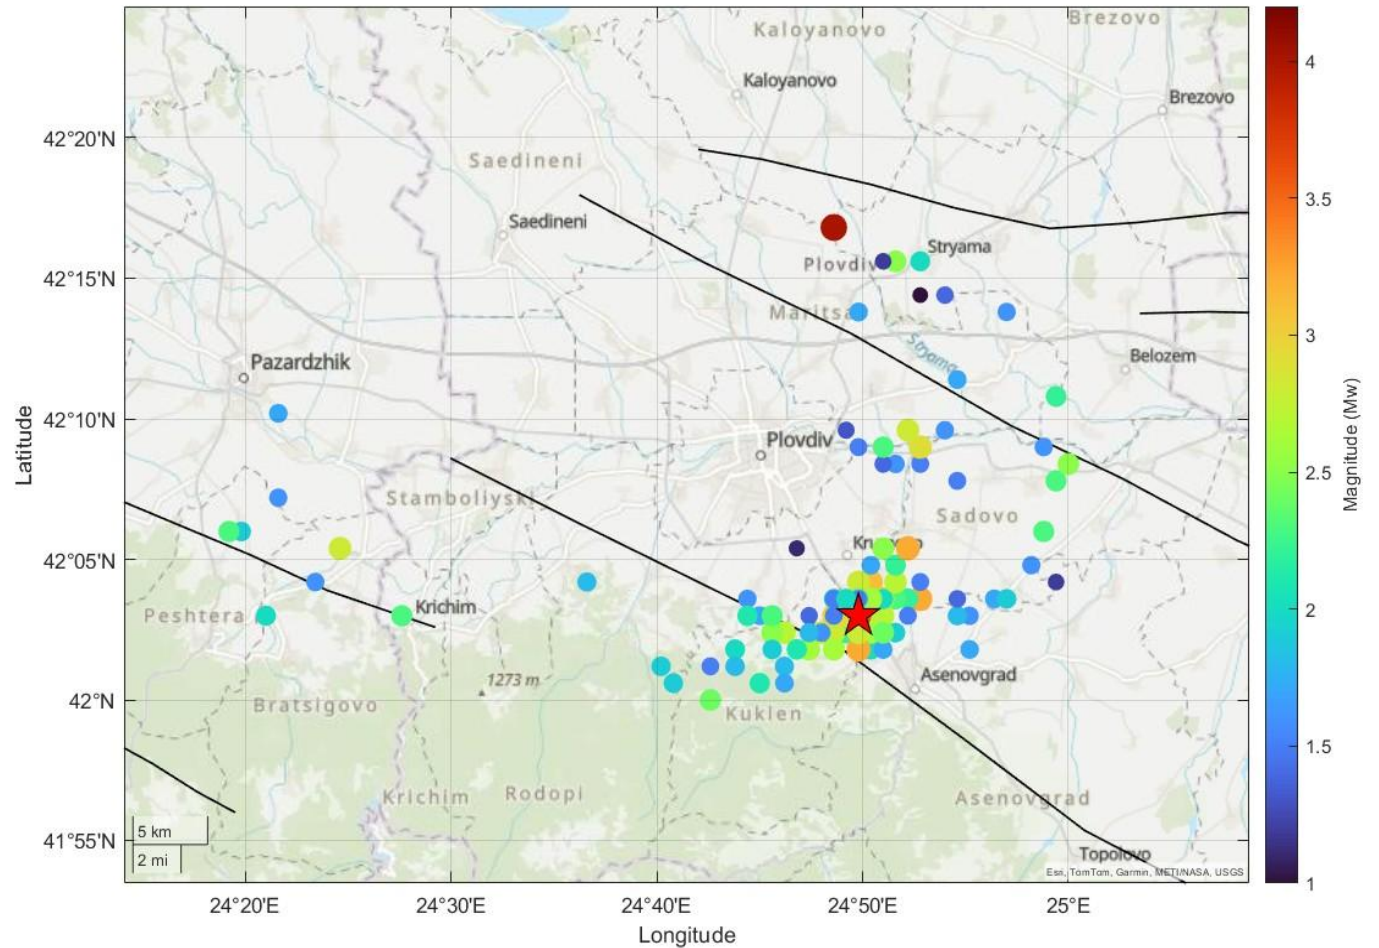 Kaloyanovo
Brezovo
Kaloyanovo
Brezovo
42°20'N
Saedineni
Saedineni
Stryama
Plovdiv
42°15'N
Maritsa
Stryama
Belozem
Pazardzhik
42°10'N
Plovdiv
Stamboliyski
Sadovo
42°05'N
Peshtera
Krichim
1273 m
Asenovgrad
42°N
Bratsigovo
Kuklen
Krichim
Rodopi
Asenovgrad
5 km
2 mi
41°55'N
Topolovo
Esri, TomTom, Garmin, METI/NASA, USGS
24°20'E
24°30'E
24°40'E
24°50'E
25°E
Longitude
Latitude
4
3.5
3
2.5
2
1.5
1
Magnitude (Mw)